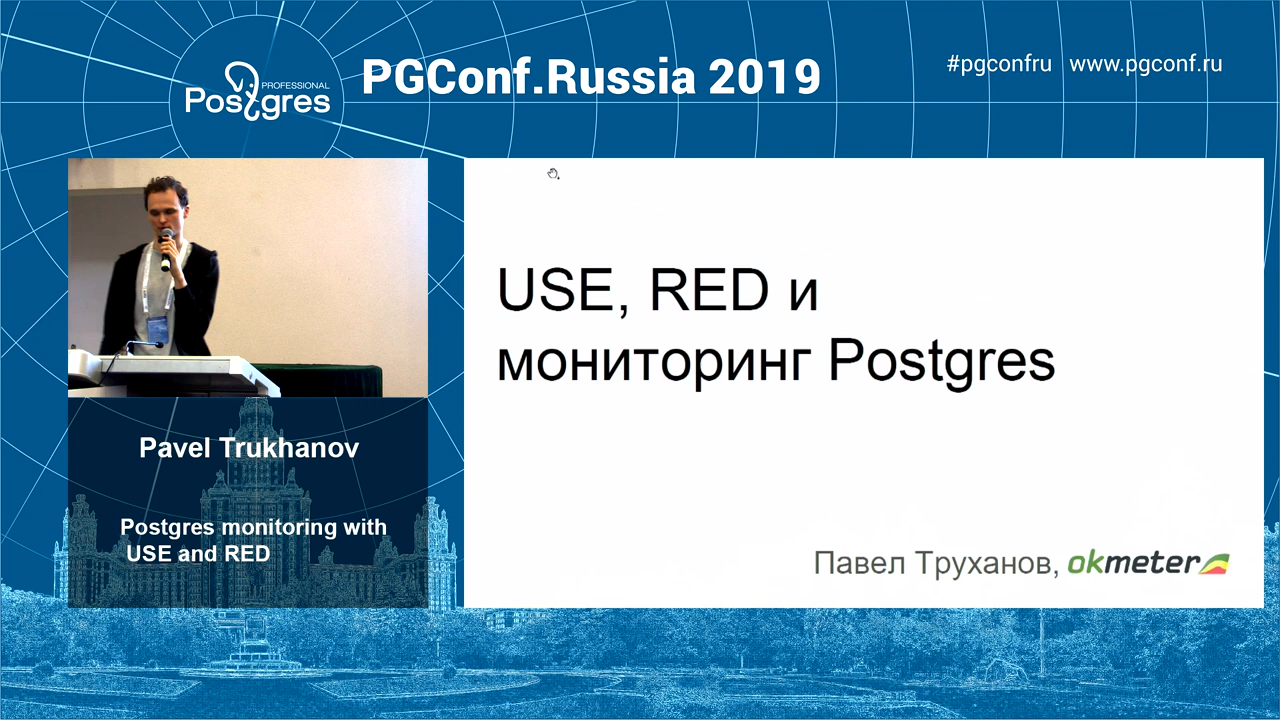 PROFESSIONAL
Postgres
PGConf.Russia 2019
#pgconfru www.pgconf.ru
USE, RED и
мониторинг Postgres
Павел Труханов, okmeter
Pavel Trukhanov
Postgres monitoring with
USE and RED